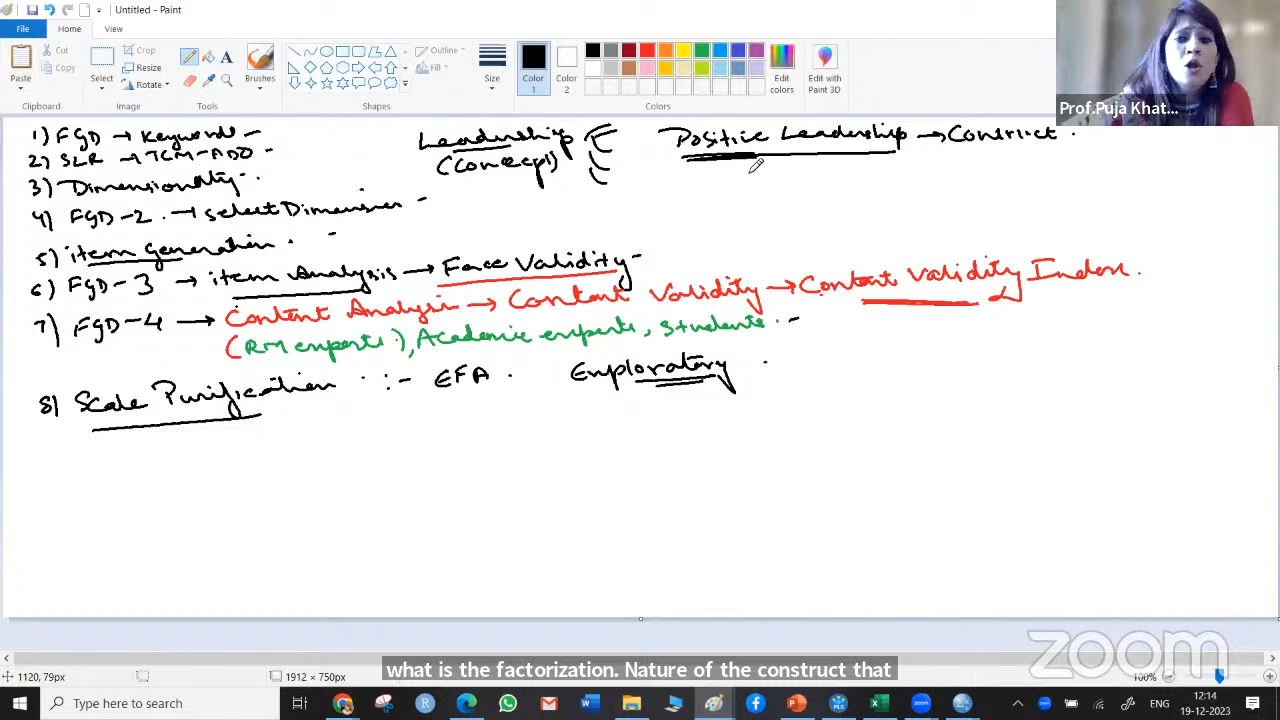 Untitled - Paint
File Home View
Paste Cut Copy Select Crop Resize Rotate Brushes Outline Fill Size Color 1 Color 2 Edit colors Edit with Paint 3D
Clipboard Image Tools Shapes Colors
Prof.Puja Khat...
1) FGD → Keywords -
2) SLR → TCM-ADO -
3) Dimensionality .
4) FGD-2 . → Select Dimension -
5) item Generation . -
6) FGD-3 → item Analysis → Face Validity -
7) FGD-4 → Content Analysis → Content Validity → Content Validity Index .
(RM experts .), Academic experts, Students . -
8) Scale Purification . :- EFA . Exploratory .
Leadership
(Concept)
Positive Leadership → Construct .
zoom
what is the factorization. Nature of the construct that
1120, 79px 1912 × 750px 100%
Type here to search
ENG 12:14
19-12-2023